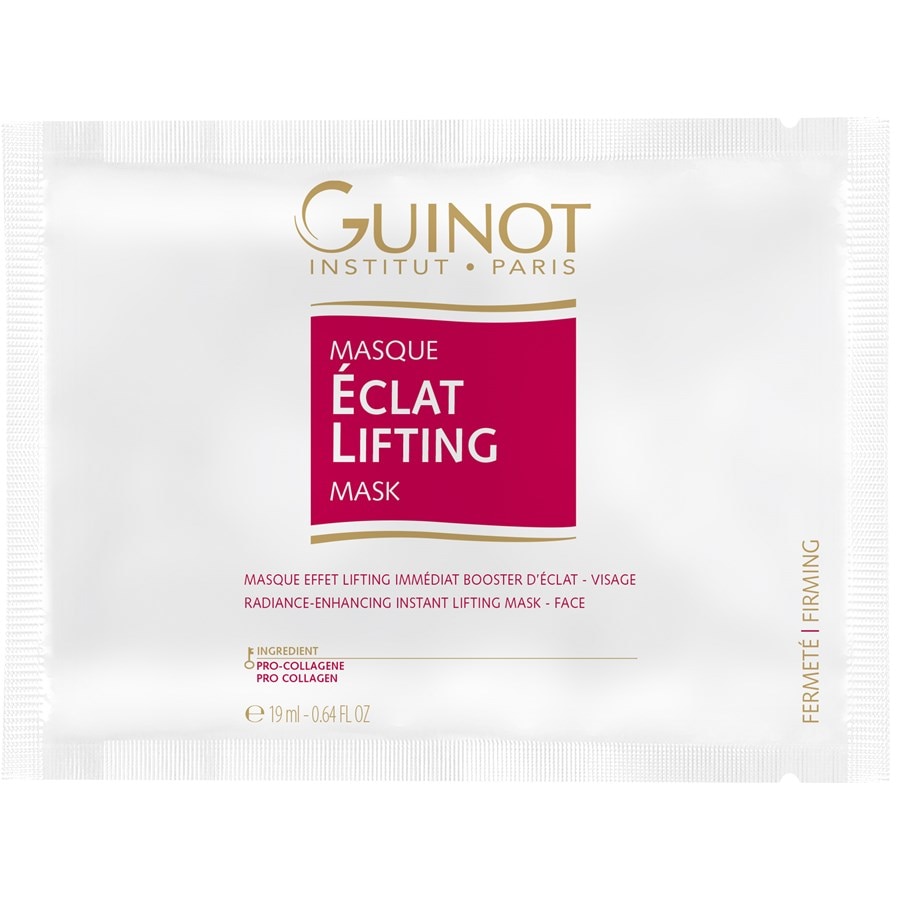 GUINOT
INSTITUT • PARIS
MASQUE
ÉCLAT
LIFTING
MASK
MASQUE EFFET LIFTING IMMÉDIAT BOOSTER D'ÉCLAT - VISAGE
RADIANCE-ENHANCING INSTANT LIFTING MASK - FACE
INGREDIENT
PRO-COLLAGENE
PRO COLLAGEN
℮ 19 ml - 0.64 FL OZ
FERMETÉ | FIRMING